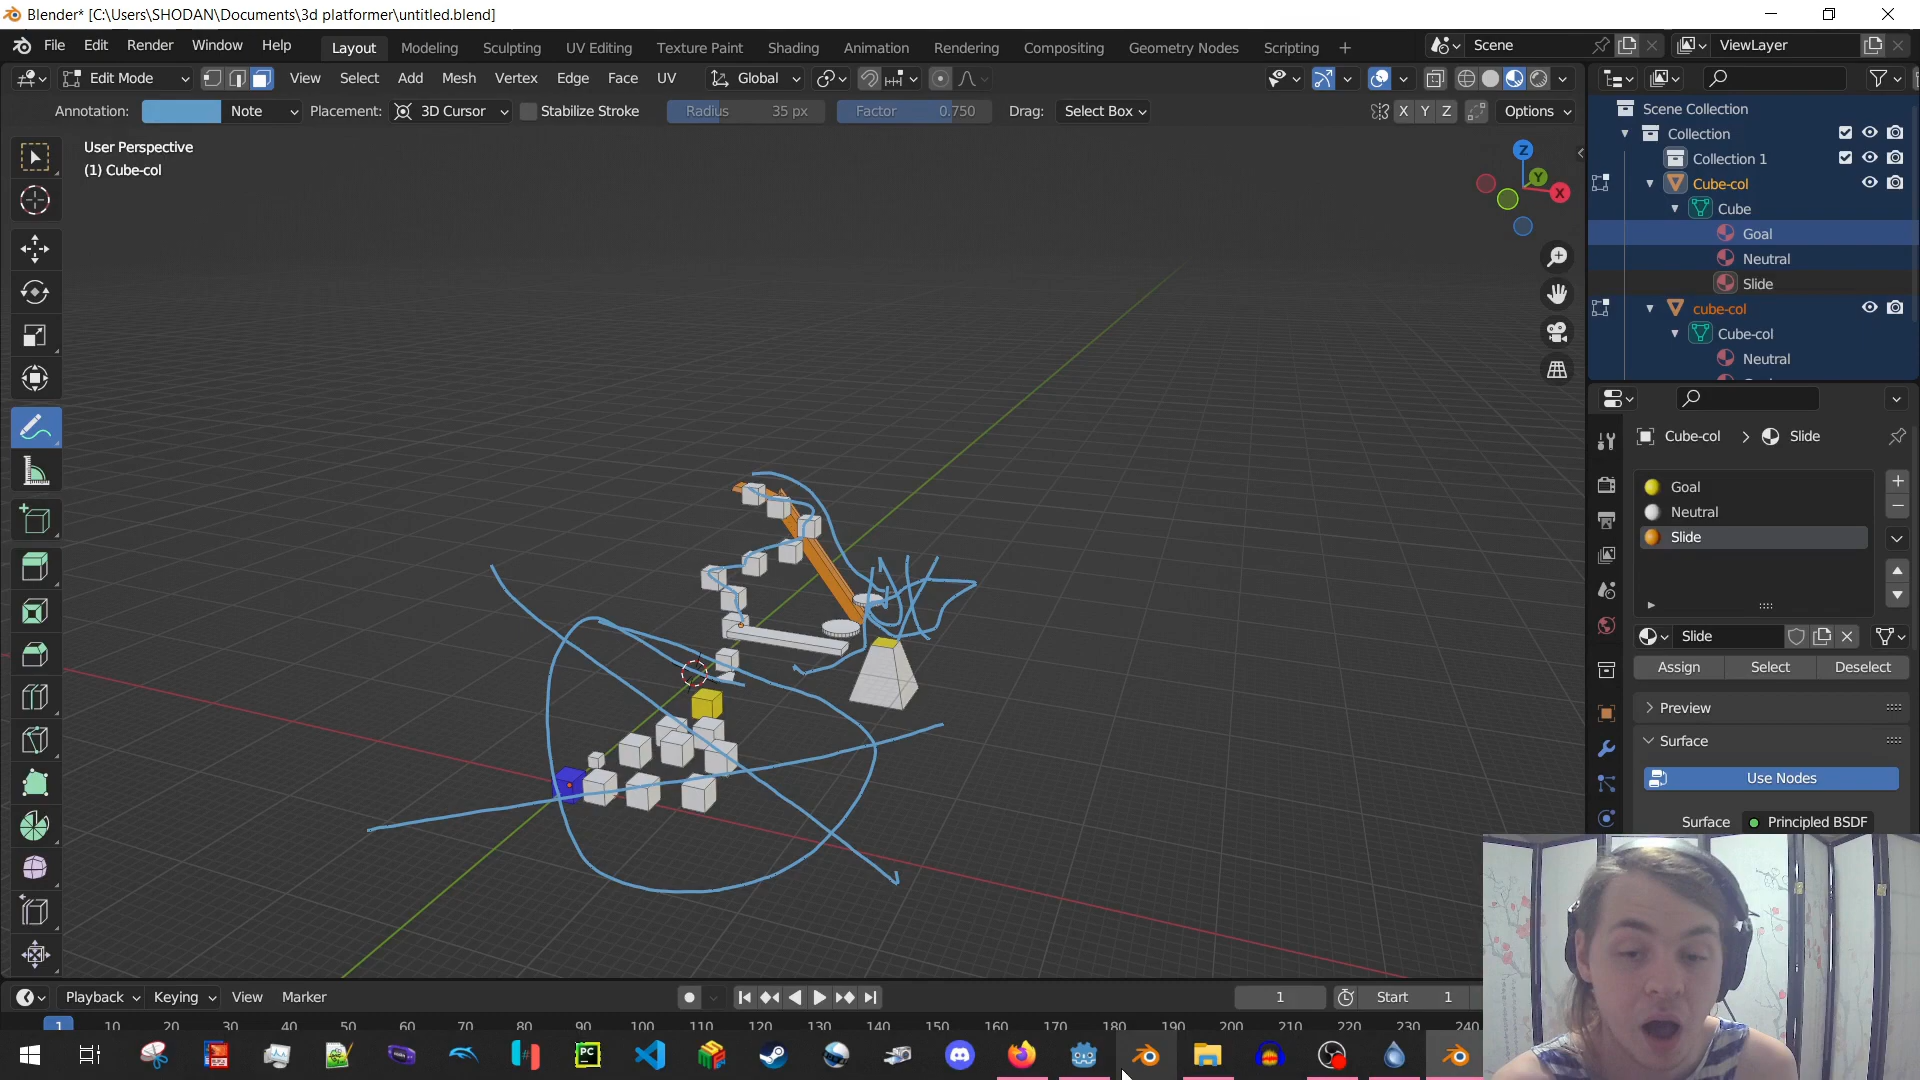 Blender* [C:\Users\SHODAN\Documents\3d platformer\untitled.blend]
File Edit Render Window Help Layout Modeling Sculpting UV Editing Texture Paint Shading Animation Rendering Compositing Geometry Nodes Scripting + Scene ViewLayer
Edit Mode View Select Add Mesh Vertex Edge Face UV Global
Annotation: Note Placement: 3D Cursor Stabilize Stroke Radius 35 px Factor 0.750 Drag: Select Box X Y Z Options
User Perspective
(1) Cube-col
Z
Y
X
Scene Collection
Collection
Collection 1
Cube-col
Cube
Goal
Neutral
Slide
cube-col
Cube-col
Neutral
Cube-col > Slide
Goal
Neutral
Slide
Slide
Assign Select Deselect
Preview
Surface
Use Nodes
Surface Principled BSDF
Playback Keying View Marker 1 Start 1
1 10 20 30 40 50 60 70 80 90 100 110 120 130 140 150 160 170 180 190 200 210 220 230 240
PC